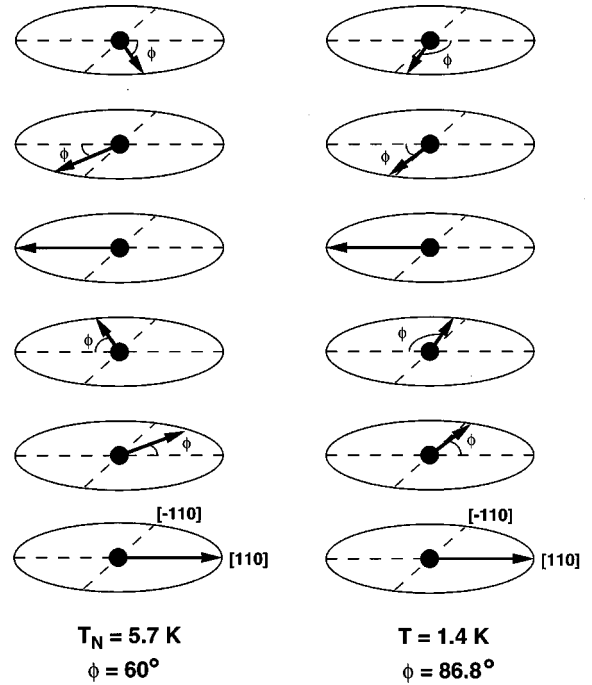 ϕ ϕ
ϕ ϕ
ϕ ϕ
ϕ ϕ
[-110] [-110]
[110] [110]
T_N = 5.7 K T = 1.4 K
ϕ = 60° ϕ = 86.8°